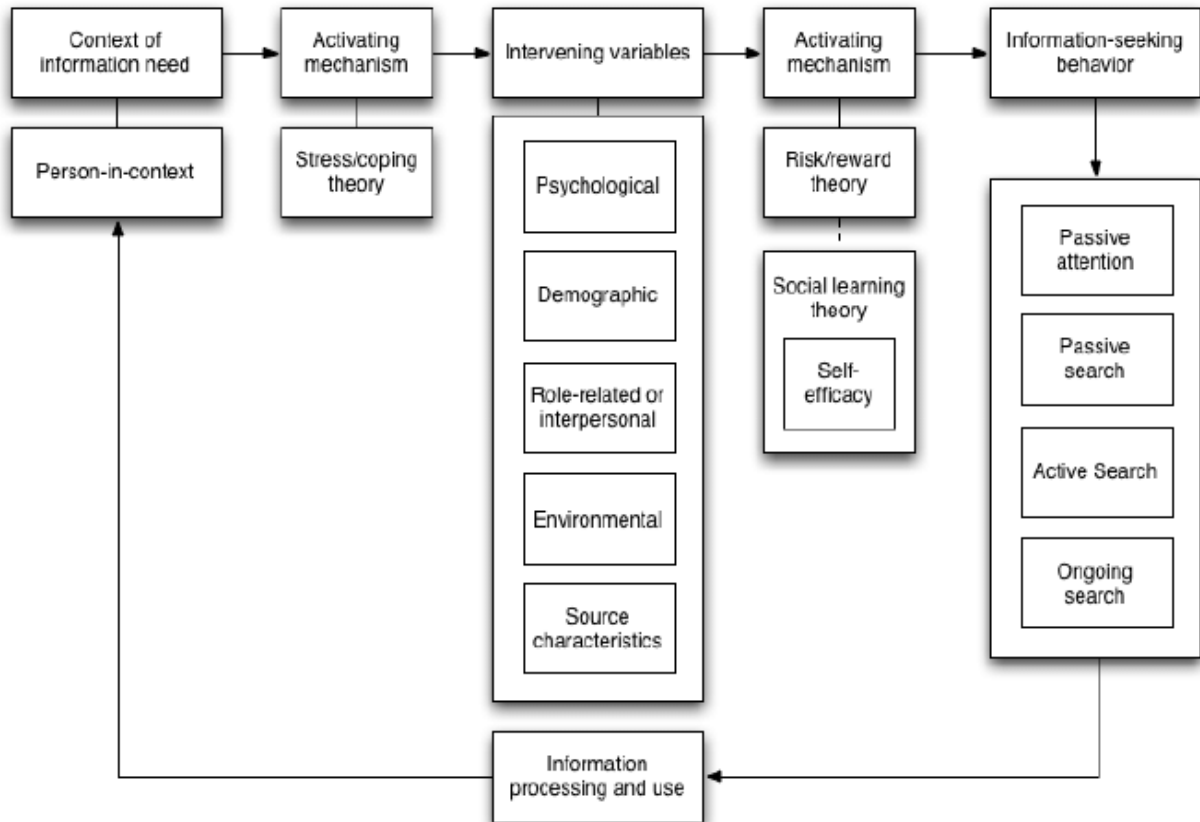 Context of
information need
Activating
mechanism
Intervening variables
Activating
mechanism
Information-seeking
behavior
Person-in-context
Stress/coping
theory
Psychological
Demographic
Role-related or
interpersonal
Environmental
Source
characteristics
Risk/reward
theory
Social learning
theory
Self-
efficacy
Passive
attention
Passive
search
Active Search
Ongoing
search
Information
processing and use